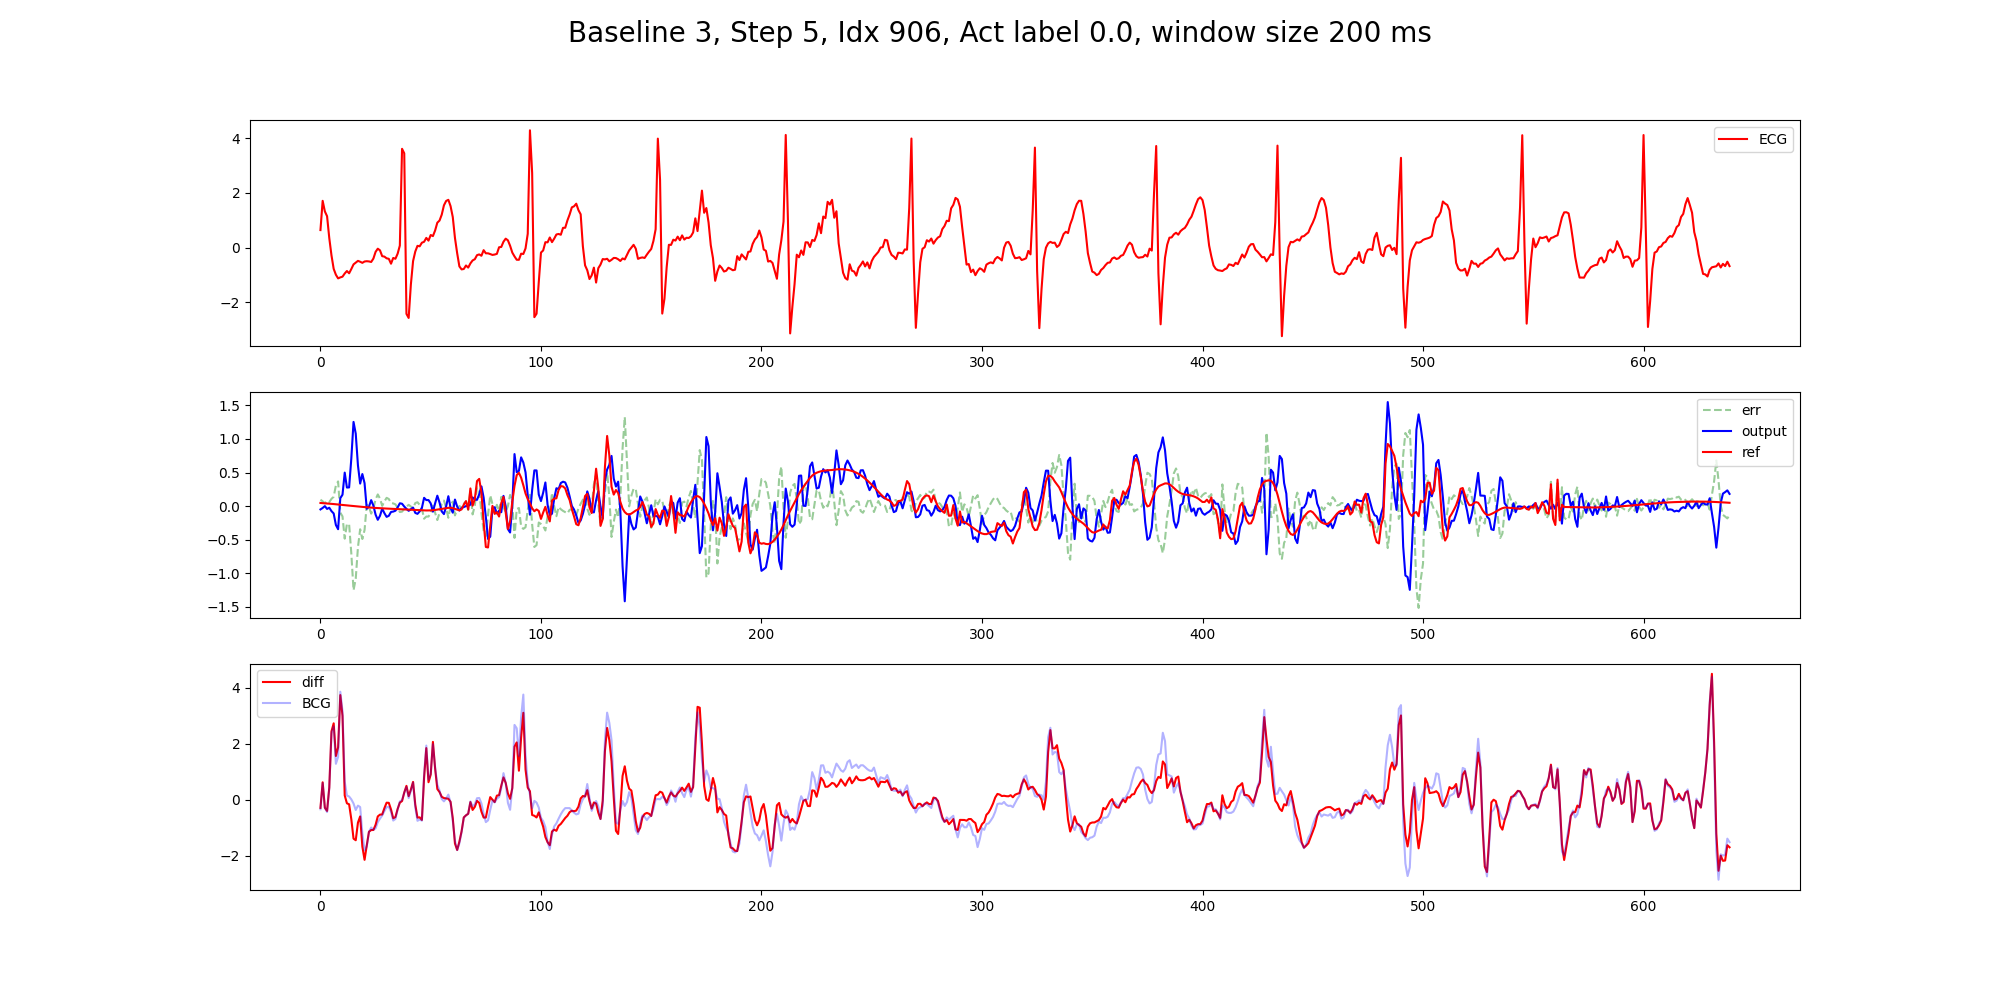 Baseline 3, Step 5, Idx 906, Act label 0.0, window size 200 ms
ECG
4
2
0
−2
0 100 200 300 400 500 600
err
output
ref
1.5
1.0
0.5
0.0
−0.5
−1.0
−1.5
0 100 200 300 400 500 600
diff
BCG
4
2
0
−2
0 100 200 300 400 500 600